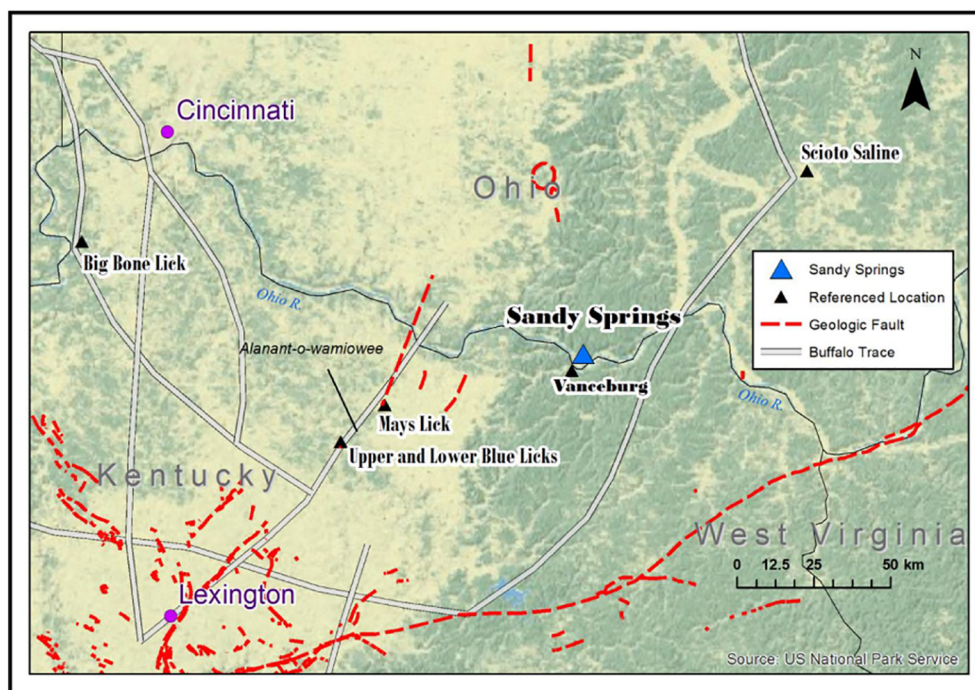 N
Cincinnati
Scioto Saline
Ohio
Big Bone Lick
Sandy Springs
Referenced Location
Geologic Fault
Buffalo Trace
Ohio R.
Sandy Springs
Alanant-o-wamiowee
Vanceburg
Ohio R.
Mays Lick
Upper and Lower Blue Licks
Kentucky
West Virginia
0 12.5 25 50 km
Lexington
Source: US National Park Service